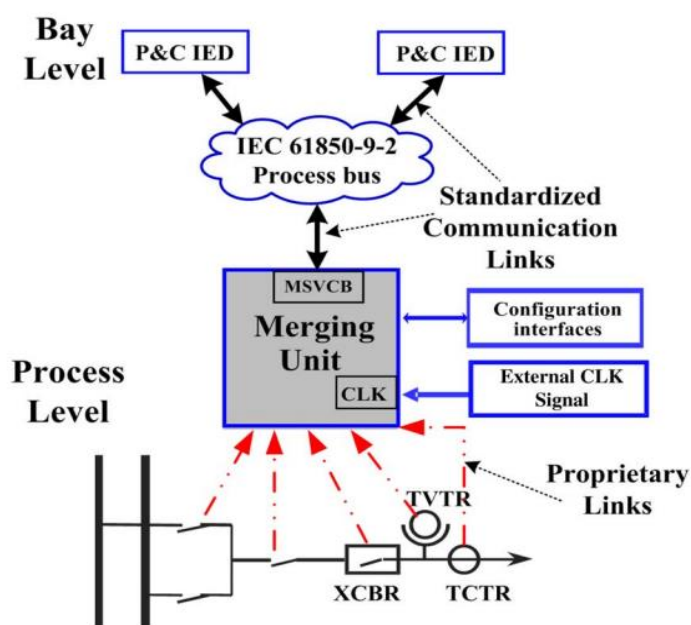 Bay
Level
P&C IED
P&C IED
IEC 61850-9-2
Process bus
Standardized
Communication
Links
MSVCB
Merging
Unit
CLK
Configuration
interfaces
External CLK
Signal
Process
Level
Proprietary
Links
TVTR
XCBR
TCTR